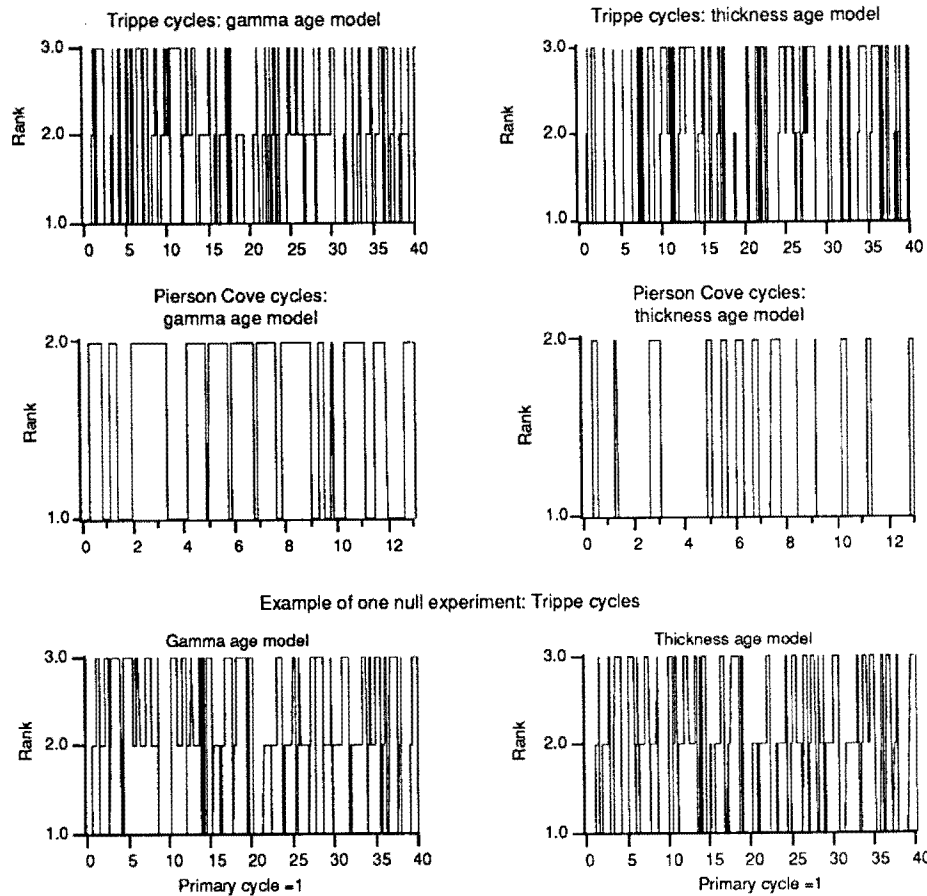 Trippe cycles: gamma age model
3.0
2.0
1.0
Rank
0 5 10 15 20 25 30 35 40
Trippe cycles: thickness age model
3.0
2.0
1.0
Rank
0 5 10 15 20 25 30 35 40
Pierson Cove cycles:
gamma age model
2.0
1.0
Rank
0 2 4 6 8 10 12
Pierson Cove cycles:
thickness age model
2.0
1.0
Rank
0 2 4 6 8 10 12
Example of one null experiment: Trippe cycles
Gamma age model
3.0
2.0
1.0
Rank
0 5 10 15 20 25 30 35 40
Primary cycle =1
Thickness age model
3.0
2.0
1.0
Rank
0 5 10 15 20 25 30 35 40
Primary cycle =1